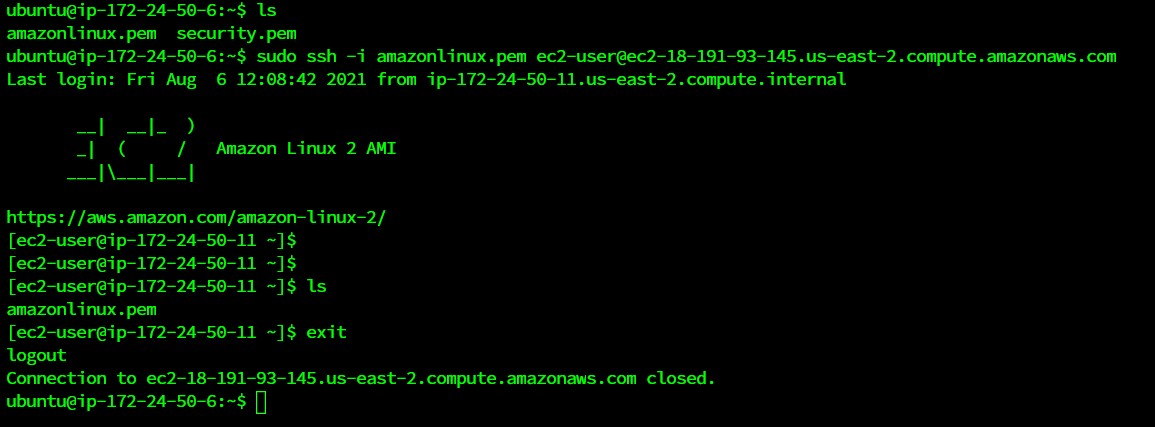 ubuntu@ip-172-24-50-6:~$ ls
amazonlinux.pem  security.pem
ubuntu@ip-172-24-50-6:~$ sudo ssh -i amazonlinux.pem ec2-user@ec2-18-191-93-145.us-east-2.compute.amazonaws.com
Last login: Fri Aug  6 12:08:42 2021 from ip-172-24-50-11.us-east-2.compute.internal
       __|  __|_  )
       _|  (     /   Amazon Linux 2 AMI
      ___|\___|___|
https://aws.amazon.com/amazon-linux-2/
[ec2-user@ip-172-24-50-11 ~]$
[ec2-user@ip-172-24-50-11 ~]$
[ec2-user@ip-172-24-50-11 ~]$ ls
amazonlinux.pem
[ec2-user@ip-172-24-50-11 ~]$ exit
logout
Connection to ec2-18-191-93-145.us-east-2.compute.amazonaws.com closed.
ubuntu@ip-172-24-50-6:~$